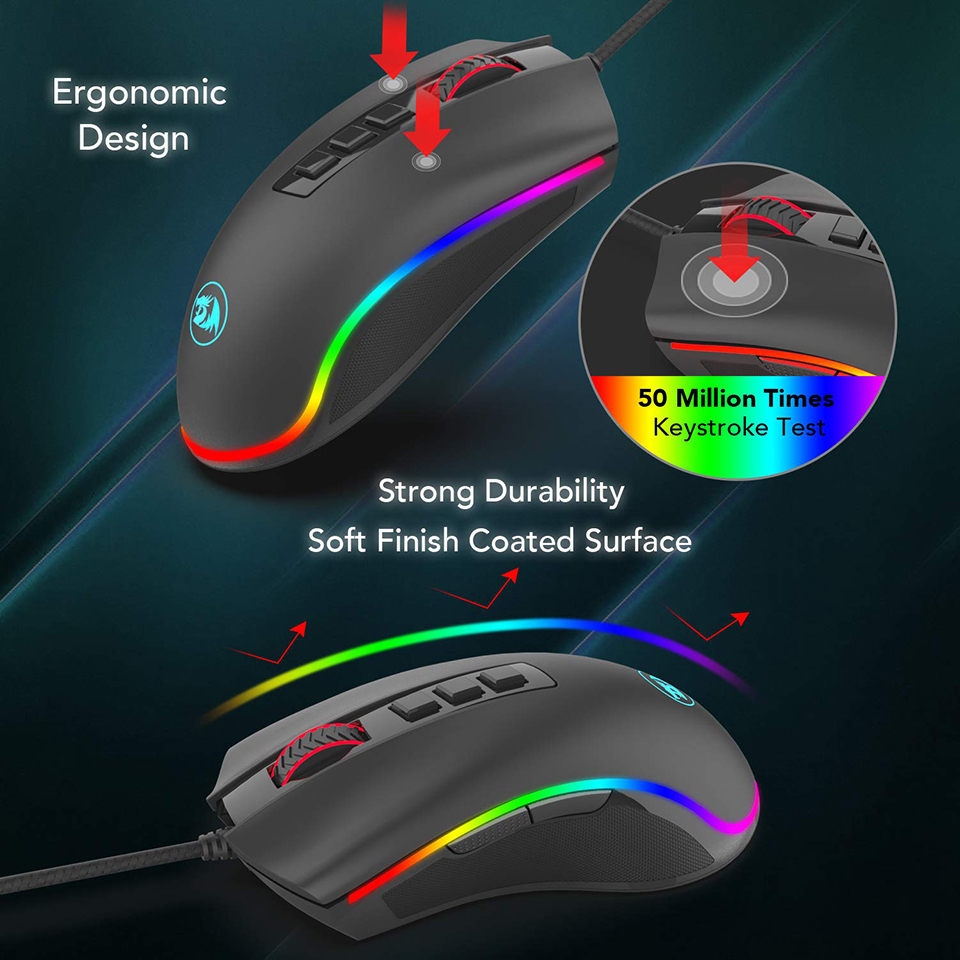 Ergonomic
Design
50 Million Times
Keystroke Test
Strong Durability
Soft Finish Coated Surface